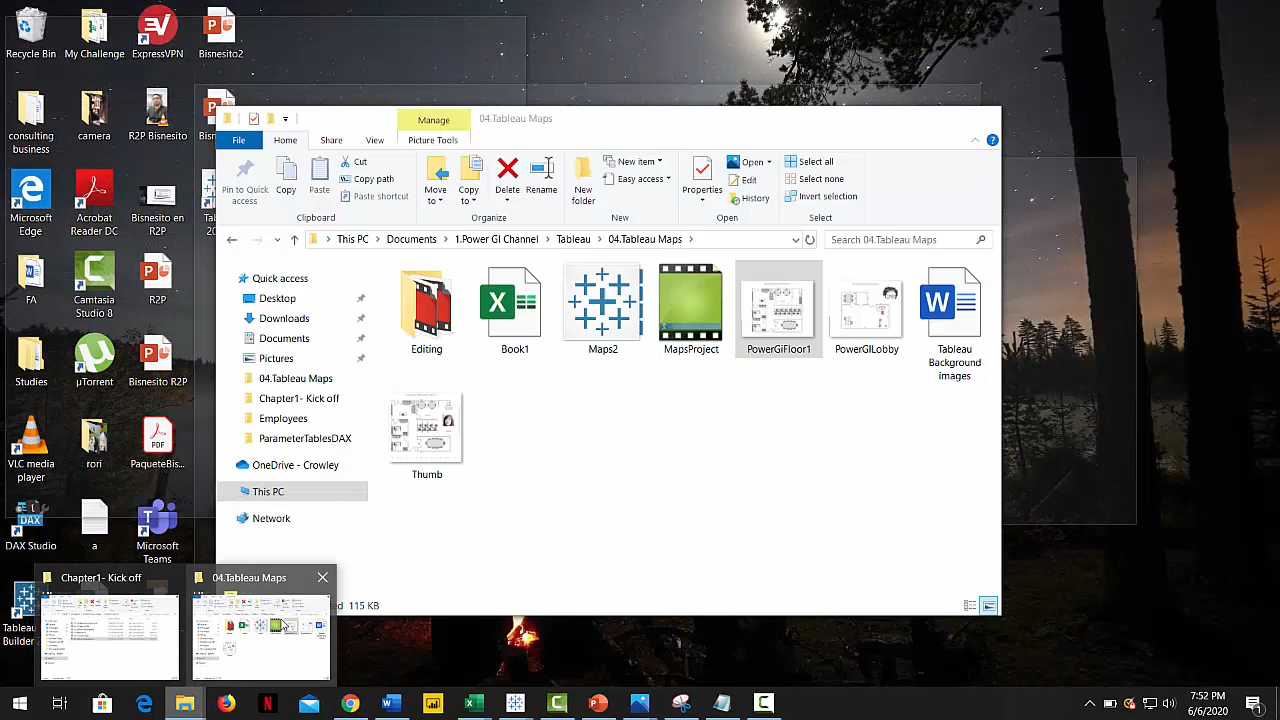 Recycle Bin
My Challenge
ExpressVPN
Bisnesito2
consulting
business
camera
R2P Bisnesito
Microsoft
Edge
Acrobat
Reader DC
Bisnesito en
R2P
FA
Camtasia
Studio 8
R2P
Studies
µTorrent
Bisnesito R2P
VLC media
player
rori
PaqueteBis...
DAX Studio
a
Microsoft
Teams
Manage
04.Tableau Maps
File
Home
Share
View
Picture Tools
Pin to Quick
access
Copy
Paste
Cut
Copy path
Paste shortcut
Clipboard
Move
to
Copy
to
Delete
Rename
Organize
New
folder
New item
Easy access
New
Properties
Open
Edit
History
Open
Select all
Select none
Invert selection
Select
This PC
Documents
1.Power GI Channel
Tableau
04.Tableau Maps
Search 04.Tableau Maps
Quick access
Desktop
Downloads
Documents
Pictures
04.Tableau Maps
Chapter1- Kick off
Employees
ParameterTablesDAX
OneDrive - Crowley
This PC
Network
Editing
Book1
Maps2
MapsProject
PowerGiFloor1
PowerGILobby
Tableau
Background
images
Thumb
115 KB
Chapter1- Kick off
04.Tableau Maps
7:52 PM
6/6/2020